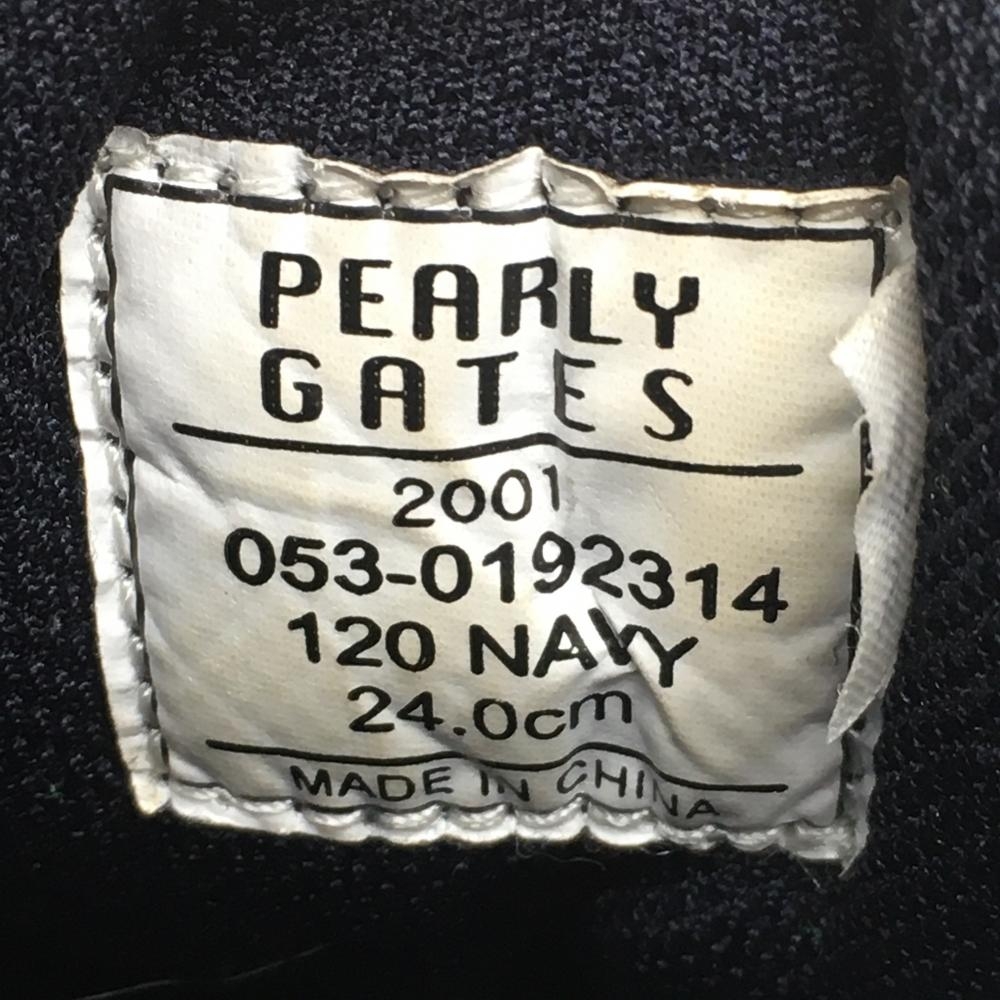 PEARLY
GATES
2001
053-0192314
120 NAVY
24.0cm
MADE IN CHINA